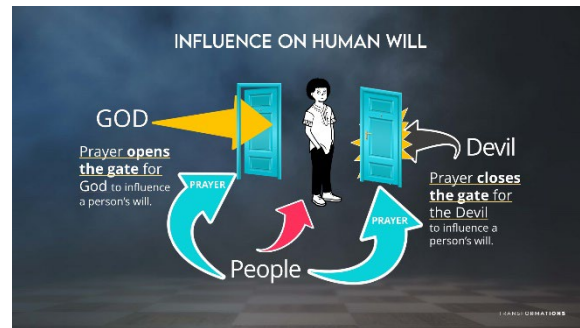 INFLUENCE ON HUMAN WILL
GOD
Prayer opens
the gate for
God to influence
a person's will.
PRAYER
Devil
Prayer closes
the gate for
the Devil
to influence a
person's will.
PRAYER
People
TRANSFORMATIONS